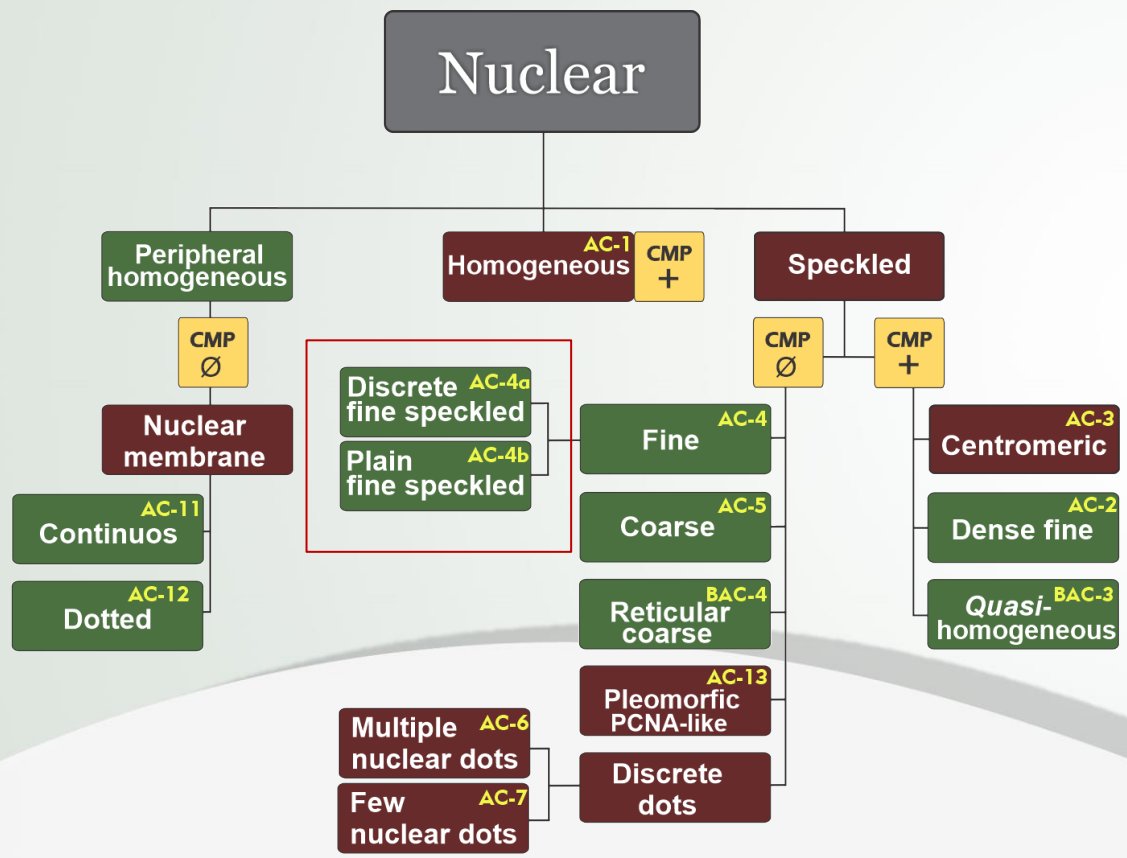 Nuclear
Peripheral
homogeneous
AC-1
Homogeneous
CMP
+
Speckled
CMP
Ø
CMP
Ø
CMP
+
Nuclear
membrane
AC-11
Continuos
AC-12
Dotted
Discrete AC-4a
fine speckled
Plain AC-4b
fine speckled
AC-4
Fine
AC-5
Coarse
BAC-4
Reticular
coarse
AC-13
Pleomorfic
PCNA-like
Discrete
dots
Multiple AC-6
nuclear dots
Few AC-7
nuclear dots
AC-3
Centromeric
AC-2
Dense fine
Quasi- BAC-3
homogeneous